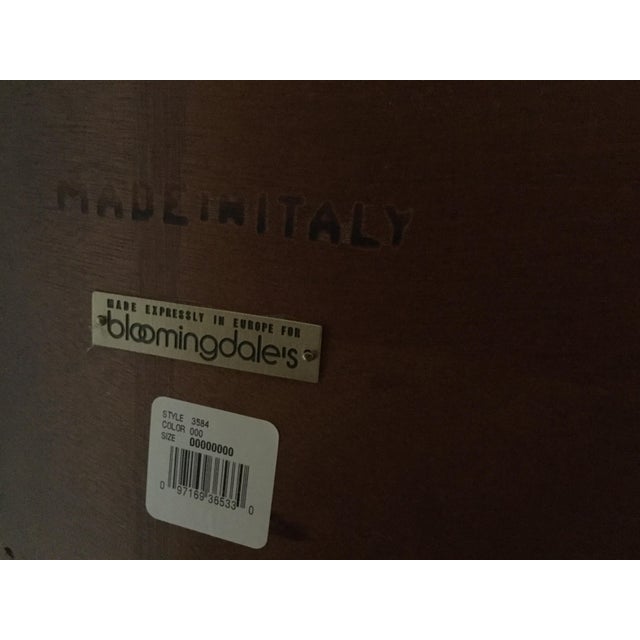 MADE IN ITALY
MADE EXPRESSLY IN EUROPE FOR
bloomingdale's
STYLE 3584
COLOR 000
SIZE 00000000
0 97169 36533 0